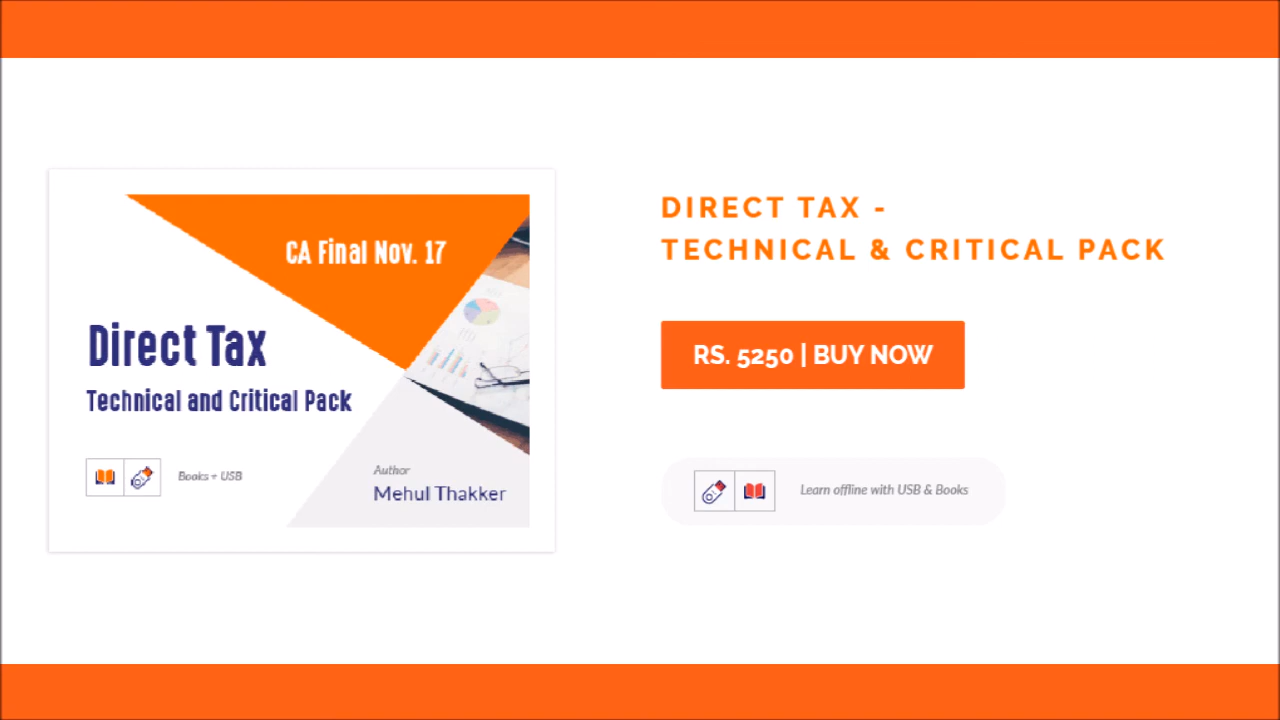 CA Final Nov. 17
Direct Tax
Technical and Critical Pack
Books + USB
Author
Mehul Thakker
DIRECT TAX -
TECHNICAL & CRITICAL PACK
RS. 5250 | BUY NOW
Learn offline with USB & Books